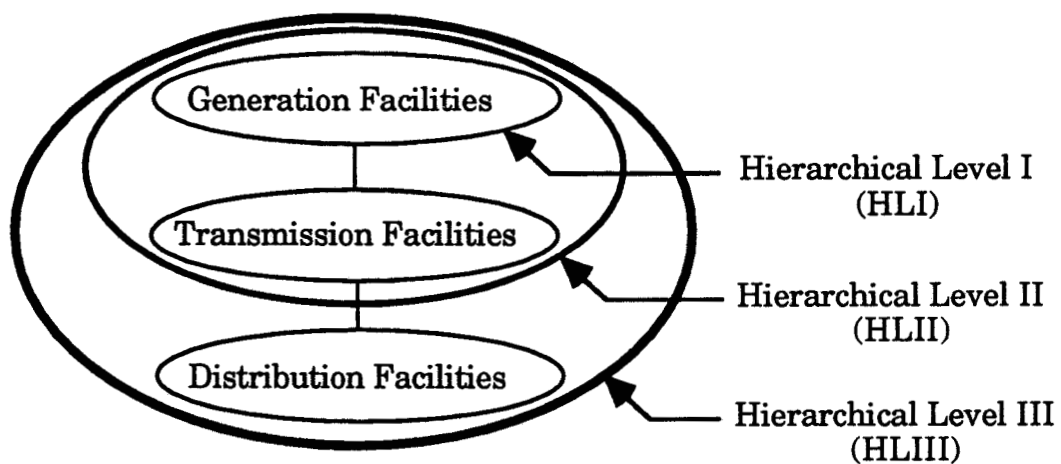 Generation Facilities
Hierarchical Level I
(HLI)
Transmission Facilities
Hierarchical Level II
(HLII)
Distribution Facilities
Hierarchical Level III
(HLIII)